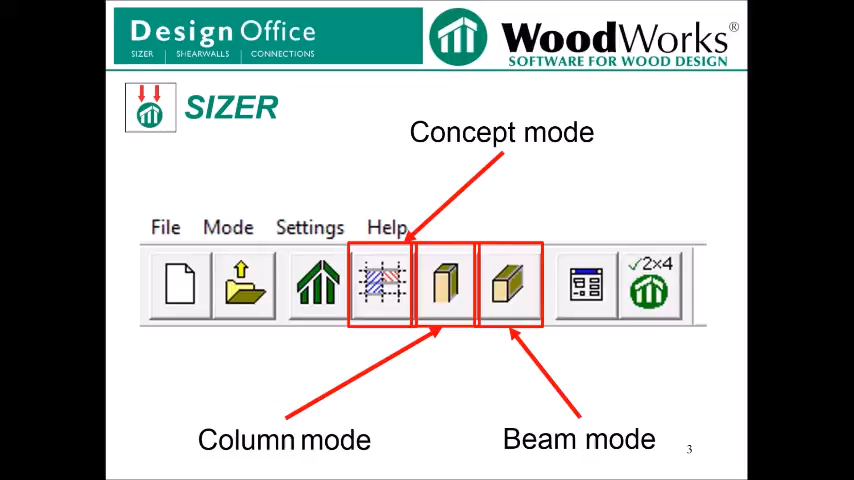 Design Office
SIZER | SHEARWALLS | CONNECTIONS
WoodWorks®
SOFTWARE FOR WOOD DESIGN
SIZER
Concept mode
File Mode Settings Help
✓2×4
Column mode
Beam mode
3